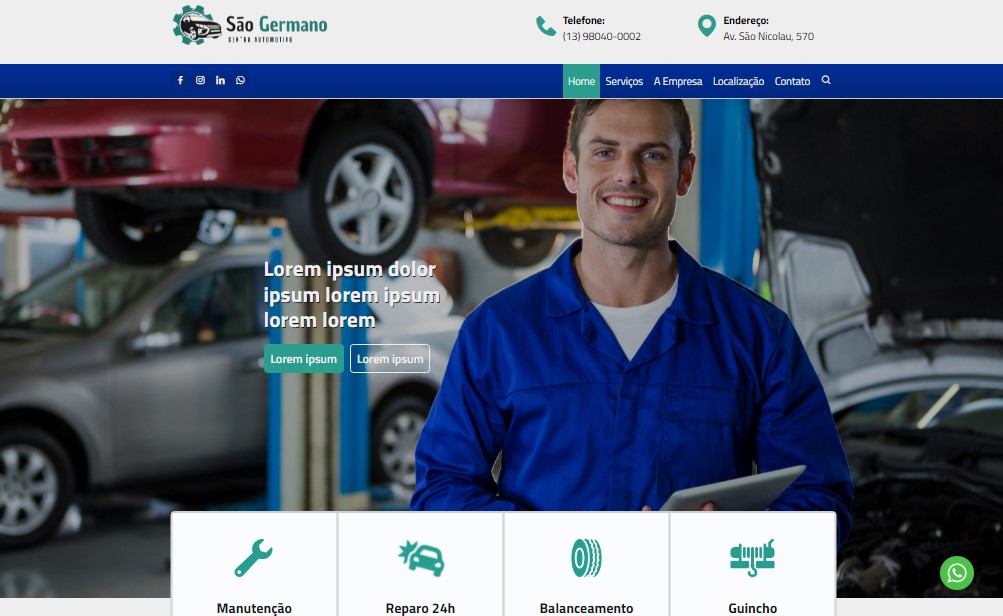 São Germano
CENTRO AUTOMOTIVO
Telefone:
(13) 98040-0002
Endereço:
Av. São Nicolau, 570
Home
Serviços
A Empresa
Localização
Contato
Lorem ipsum dolor
ipsum lorem ipsum
lorem lorem
Lorem ipsum
Lorem ipsum
Manutenção
Reparo 24h
Balanceamento
Guincho